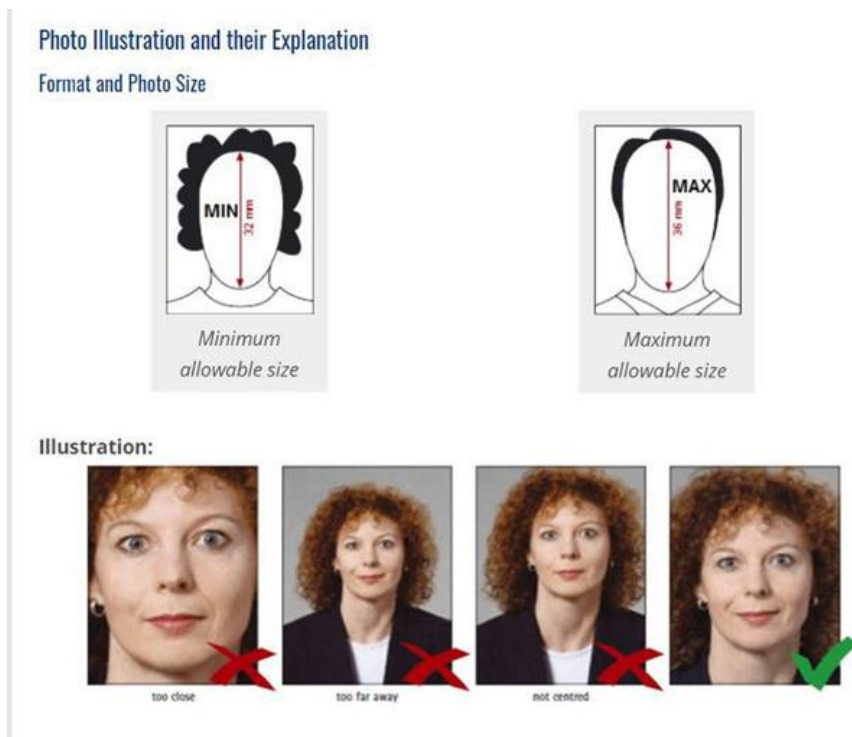 Photo Illustration and their Explanation
Format and Photo Size
MIN
32 mm
MAX
36 mm
Minimum
allowable size
Maximum
allowable size
Illustration:
too close
too far away
not centred